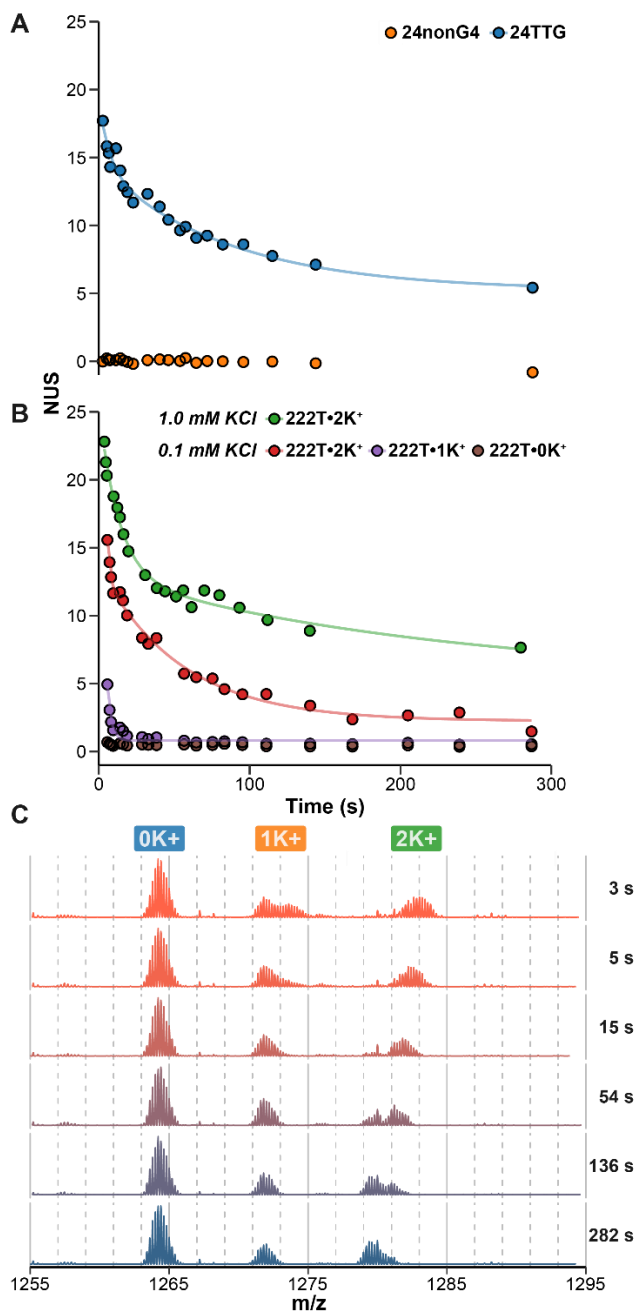 A
24nonG4 24TTG
25
20
15
10
5
0
NUS
B
1.0 mM KCl 222T•2K⁺
0.1 mM KCl 222T•2K⁺ 222T•1K⁺ 222T•0K⁺
25
20
15
10
5
0
0 100 200 300
Time (s)
C
0K+ 1K+ 2K+
3 s
5 s
15 s
54 s
136 s
282 s
1255 1265 1275 1285 1295
m/z